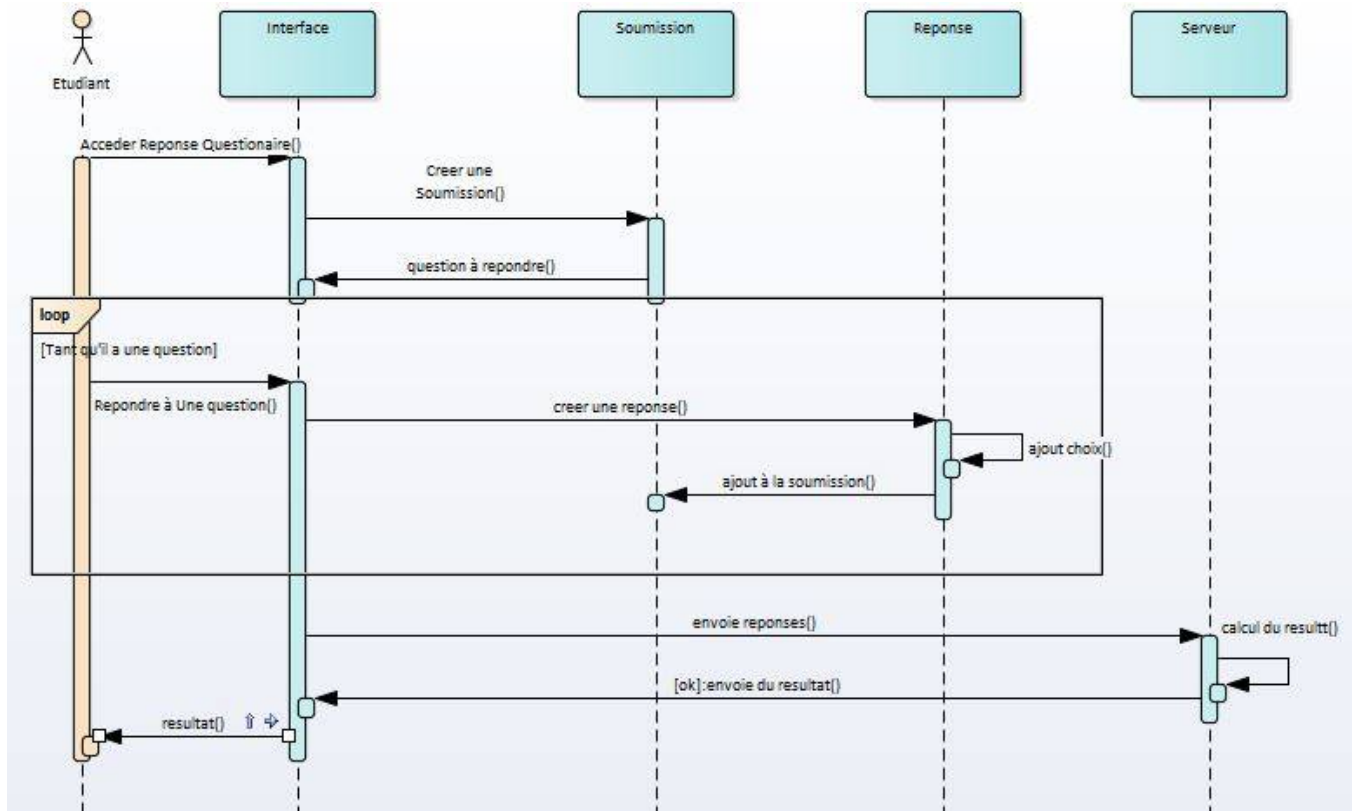 Interface
Soumission
Reponse
Serveur
Etudiant
Acceder Reponse Questionaire()
Creer une
Soumission()
question à repondre()
loop
[Tant qu'il a une question]
Repondre à Une question()
creer une reponse()
ajout choix()
ajout à la soumission()
envoie reponses()
calcul du resultt()
[ok]:envoie du resultat()
resultat()